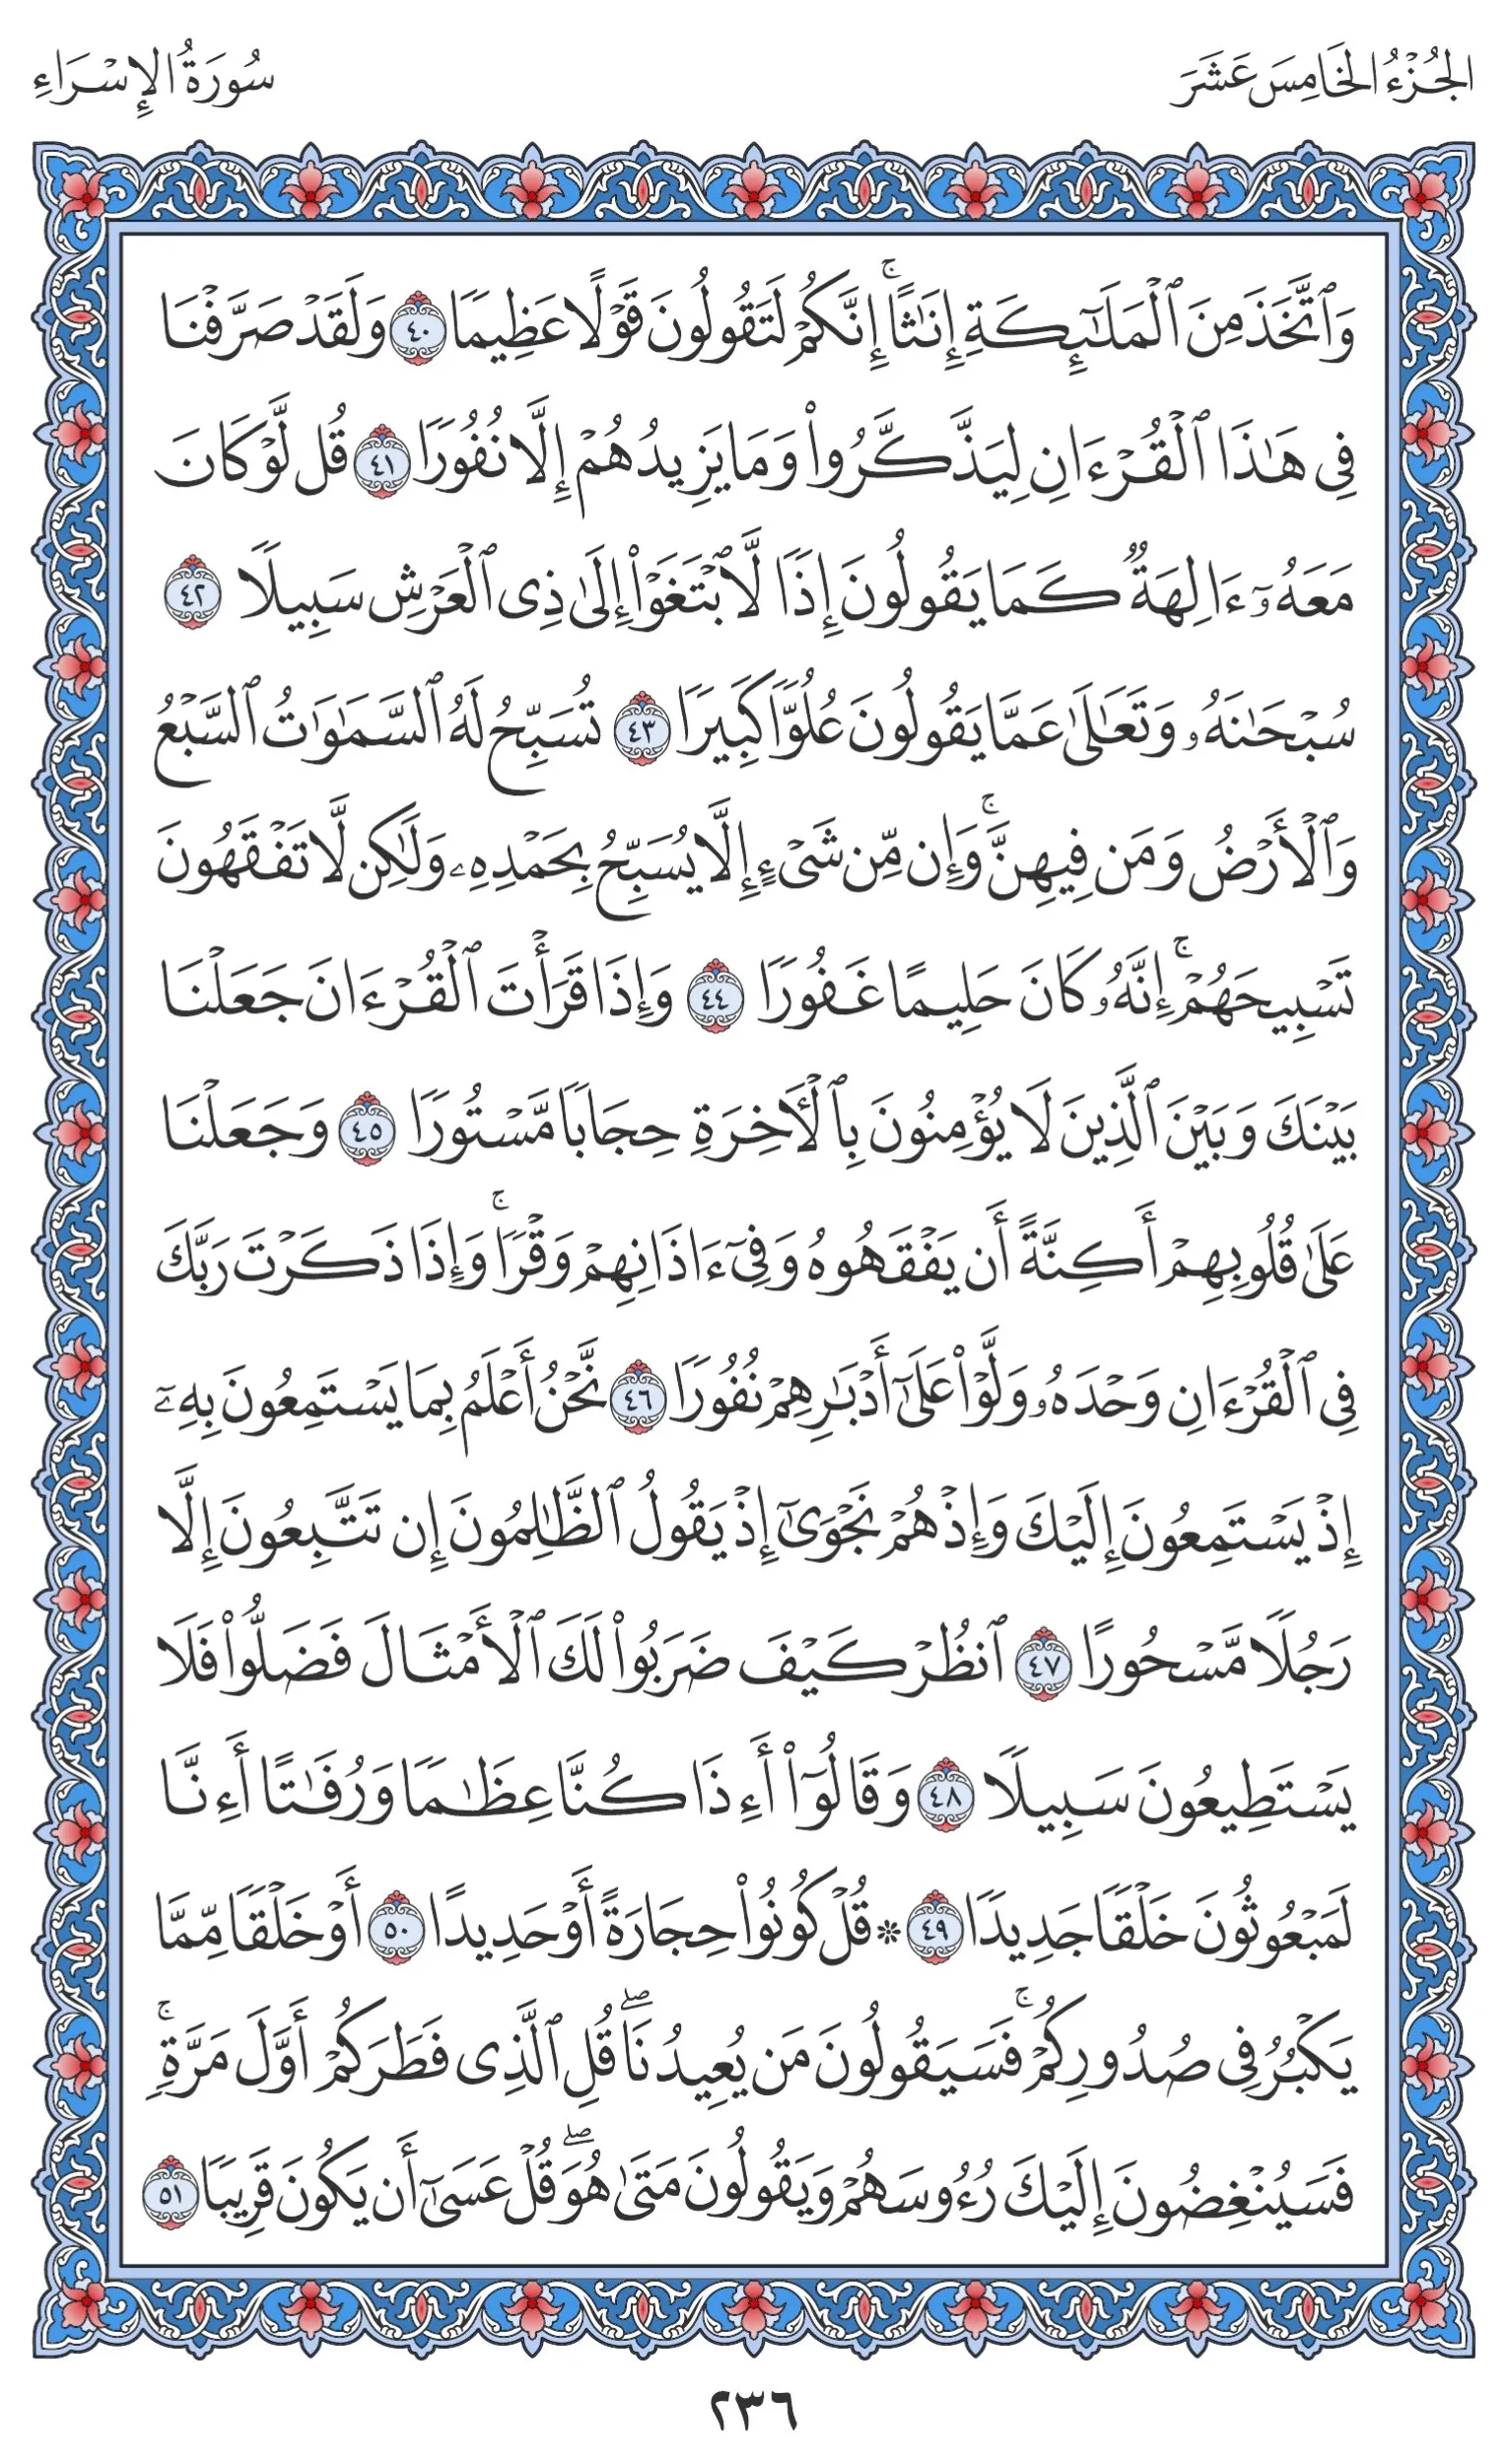 الجُزْءُ الخَامِسَ عَشَرَ
سُورَةُ الإِسْرَاءِ
وَٱتَّخَذَ مِنَ ٱلْمَلَـٰٓئِكَةِ إِنَـٰثًا ۚ إِنَّكُمْ لَتَقُولُونَ قَوْلًا عَظِيمًا ٤٠ وَلَقَدْ صَرَّفْنَا
فِى هَـٰذَا ٱلْقُرْءَانِ لِيَذَّكَّرُوا۟ وَمَا يَزِيدُهُمْ إِلَّا نُفُورًا ٤١ قُل لَّوْ كَانَ
مَعَهُۥٓ ءَالِهَةٌ كَمَا يَقُولُونَ إِذًا لَّٱبْتَغَوْا۟ إِلَىٰ ذِى ٱلْعَرْشِ سَبِيلًا ٤٢
سُبْحَـٰنَهُۥ وَتَعَـٰلَىٰ عَمَّا يَقُولُونَ عُلُوًّا كَبِيرًا ٤٣ تُسَبِّحُ لَهُ ٱلسَّمَـٰوَٰتُ ٱلسَّبْعُ
وَٱلْأَرْضُ وَمَن فِيهِنَّ ۚ وَإِن مِّن شَىْءٍ إِلَّا يُسَبِّحُ بِحَمْدِهِۦ وَلَـٰكِن لَّا تَفْقَهُونَ
تَسْبِيحَهُمْ ۚ إِنَّهُۥ كَانَ حَلِيمًا غَفُورًا ٤٤ وَإِذَا قَرَأْتَ ٱلْقُرْءَانَ جَعَلْنَا
بَيْنَكَ وَبَيْنَ ٱلَّذِينَ لَا يُؤْمِنُونَ بِٱلْـَٔاخِرَةِ حِجَابًا مَّسْتُورًا ٤٥ وَجَعَلْنَا
عَلَىٰ قُلُوبِهِمْ أَكِنَّةً أَن يَفْقَهُوهُ وَفِىٓ ءَاذَانِهِمْ وَقْرًا ۚ وَإِذَا ذَكَرْتَ رَبَّكَ
فِى ٱلْقُرْءَانِ وَحْدَهُۥ وَلَّوْا۟ عَلَىٰٓ أَدْبَـٰرِهِمْ نُفُورًا ٤٦ نَّحْنُ أَعْلَمُ بِمَا يَسْتَمِعُونَ بِهِۦٓ
إِذْ يَسْتَمِعُونَ إِلَيْكَ وَإِذْ هُمْ نَجْوَىٰٓ إِذْ يَقُولُ ٱلظَّـٰلِمُونَ إِن تَتَّبِعُونَ إِلَّا
رَجُلًا مَّسْحُورًا ٤٧ ٱنظُرْ كَيْفَ ضَرَبُوا۟ لَكَ ٱلْأَمْثَالَ فَضَلُّوا۟ فَلَا
يَسْتَطِيعُونَ سَبِيلًا ٤٨ وَقَالُوٓا۟ أَءِذَا كُنَّا عِظَـٰمًا وَرُفَـٰتًا أَءِنَّا
لَمَبْعُوثُونَ خَلْقًا جَدِيدًا ٤٩ * قُلْ كُونُوا۟ حِجَارَةً أَوْ حَدِيدًا ٥٠ أَوْ خَلْقًا مِّمَّا
يَكْبُرُ فِى صُدُورِكُمْ ۚ فَسَيَقُولُونَ مَن يُعِيدُنَا ۖ قُلِ ٱلَّذِى فَطَرَكُمْ أَوَّلَ مَرَّةٍ ۚ
فَسَيُنْغِضُونَ إِلَيْكَ رُءُوسَهُمْ وَيَقُولُونَ مَتَىٰ هُوَ ۖ قُلْ عَسَىٰٓ أَن يَكُونَ قَرِيبًا ٥١
٢٣٦